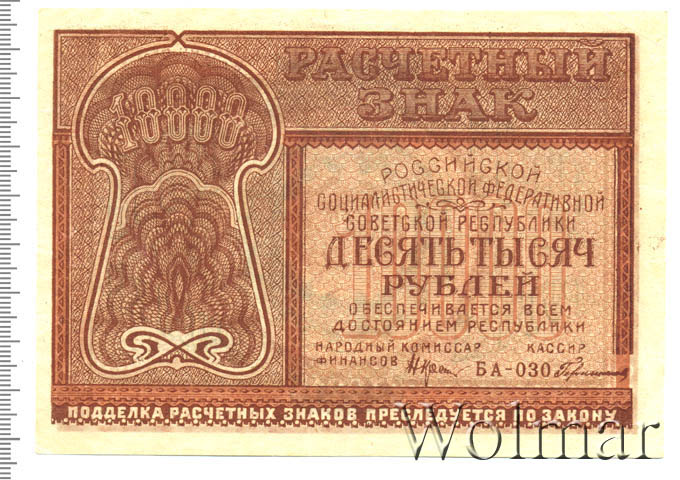 РАСЧЕТНЫЙ
ЗНАК
10000
РОССИЙСКОЙ
СОЦИАЛИСТИЧЕСКОЙ ФЕДЕРАТИВНОЙ
СОВЕТСКОЙ РЕСПУБЛИКИ
ДЕСЯТЬ ТЫСЯЧ
РУБЛЕЙ
ОБЕСПЕЧИВАЕТСЯ ВСЕМ
ДОСТОЯНИЕМ РЕСПУБЛИКИ
НАРОДНЫЙ КОМИССАР КАССИР
ФИНАНСОВ БА-030
ПОДДЕЛКА РАСЧЕТНЫХ ЗНАКОВ ПРЕСЛЕДУЕТСЯ ПО ЗАКОНУ
Wolmar